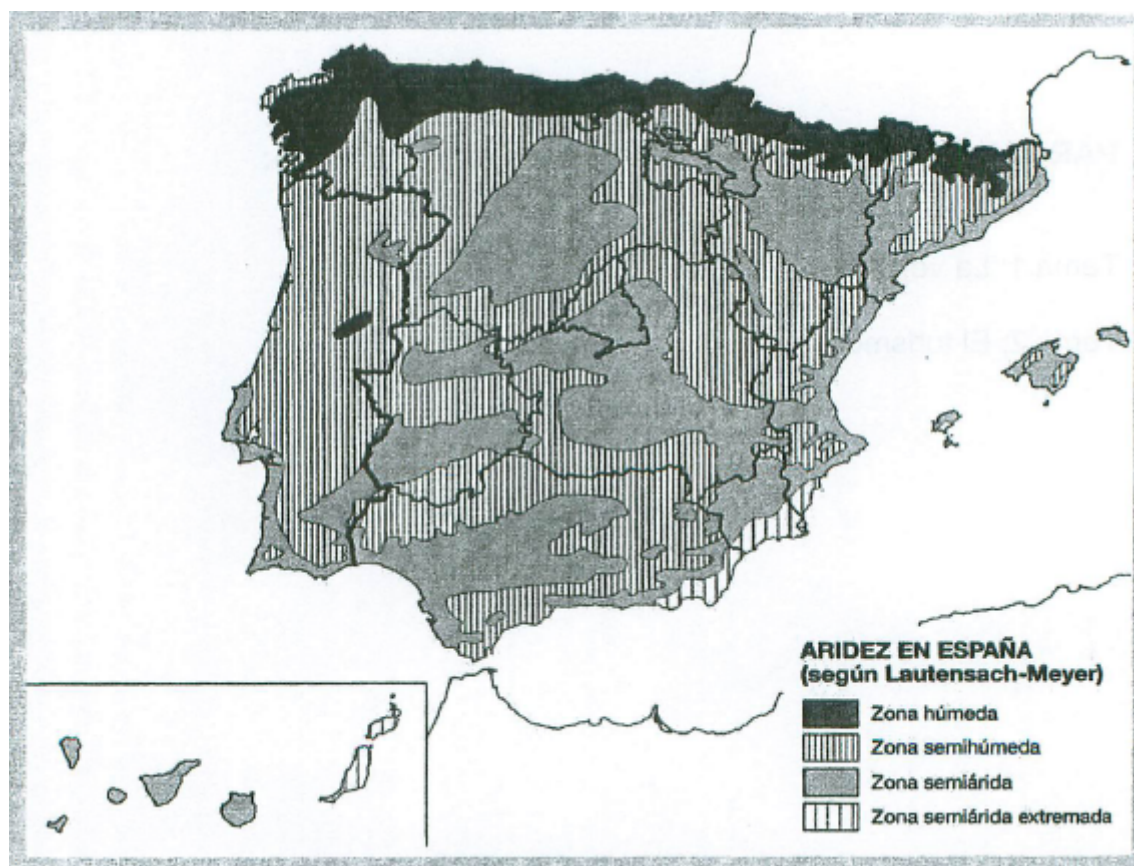 ARIDEZ EN ESPAÑA
(según Lautensach-Meyer)
Zona húmeda
Zona semihúmeda
Zona semiárida
Zona semiárida extremada